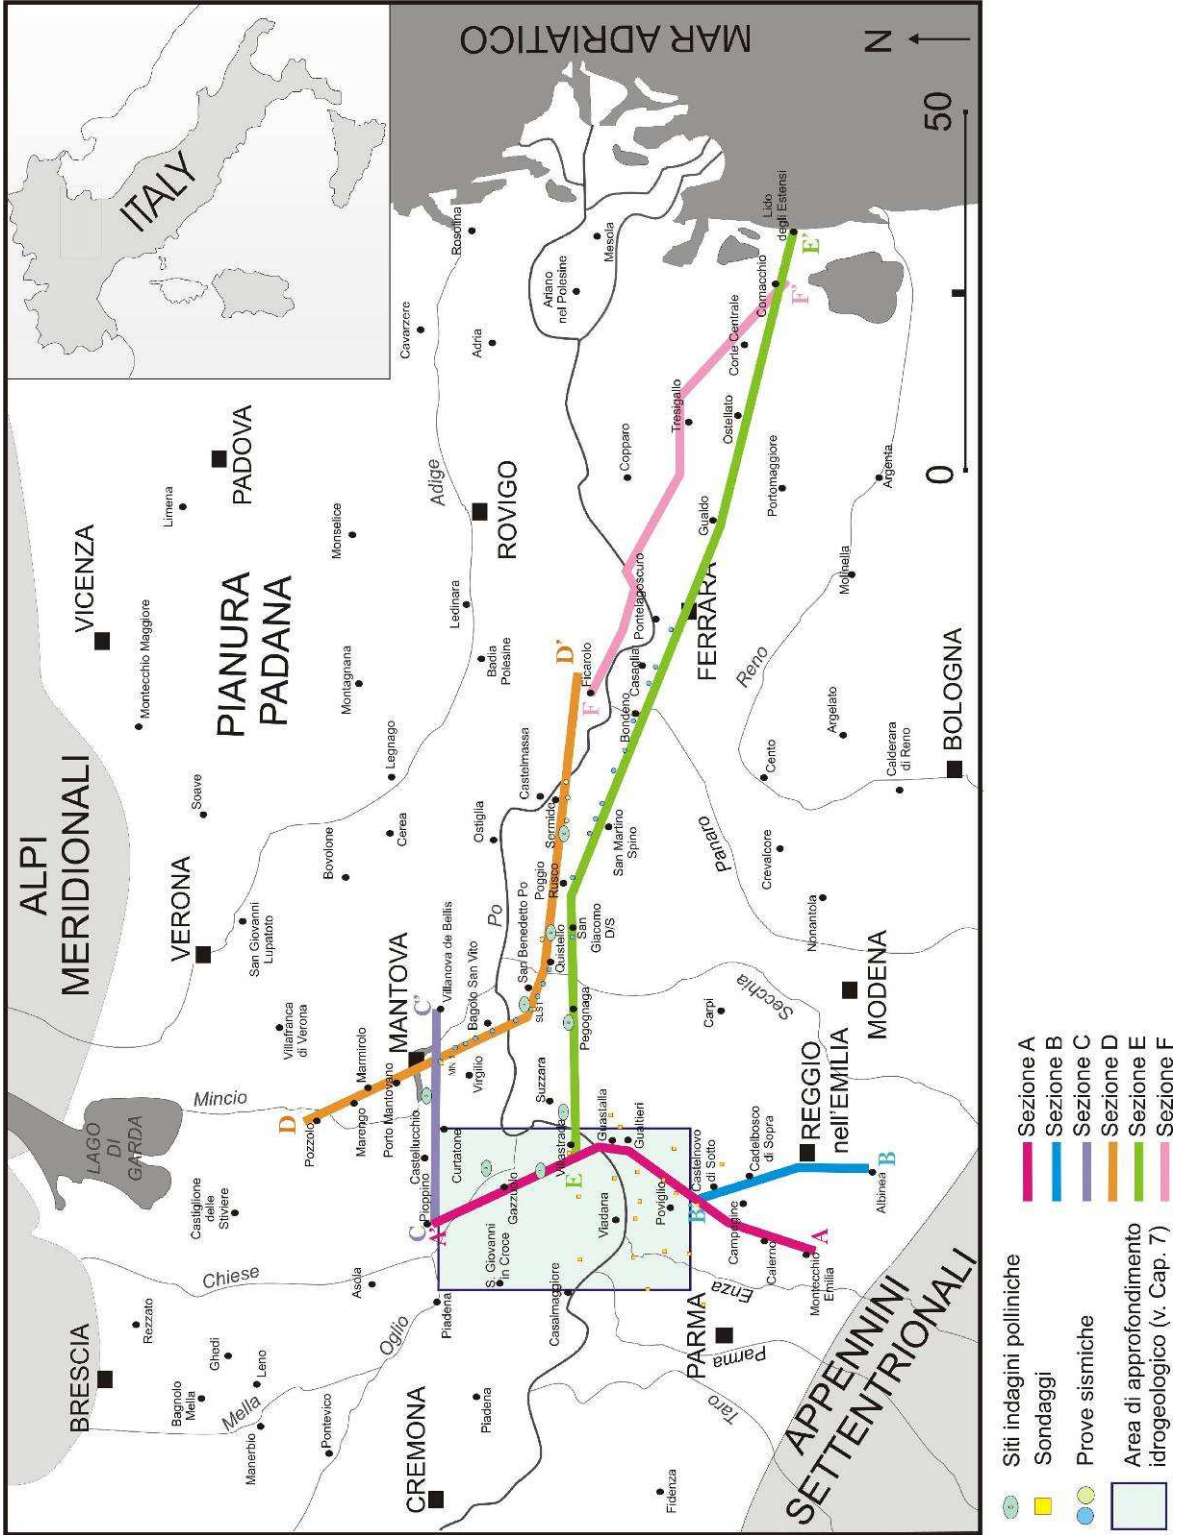 ALPI
MERIDIONALI
LAGO
DI
GARDA
BRESCIA
Rezzato
Ghedi
Bagnolo
Mella
Leno
Manerbio
Mella
Pontevico
Chiese
Castiglione
delle
Stiviere
Asola
Oglio
Piadena
CREMONA
Piadena
Fidenza
VERONA
San Giovanni
Lupatoto
Villafranca
di Verona
Mincio
D
Pozzolo
Marengo
Marmirolo
Porto Mantovano
MANTOVA
Castellucchio
Curtatone
C
Pioppino
A'
C'
Villanova de Bellis
Bagolo San Vito
MN
Virgilio
Soave
Bovolone
Cerea
Legnago
Montecchio Maggiore
VICENZA
PIANURA
PADANA
Montagnana
Monselice
Limena
PADOVA
Adige
Ledinara
Badia
Polesine
ROVIGO
Cavarzere
Adria
Rosolina
ITALY
MAR ADRIATICO
N
Ariano
nel Polesine
Mesola
Ostiglia
Castelmassa
Po
Sermide
Poggio
Rusco
San Benedetto Po
SLS
Quistello
San
Giacomo
D/S
San Martino
Spino
Pegognaga
Suzzara
Villastrada
E
Gazzuolo
S. Giovanni
in Croce
Casalmaggiore
Viadana
Guastalla
Gualtieri
Poviglio
Castelnovo
di Sotto
B'
Cadelbosco
di Sopra
Campegine
Calerno
Montecchio
Emilia
A
B
Albinea
Enza
PARMA
Parma
Taro
APPENNINI
SETTENTRIONALI
REGGIO
nell'EMILIA
Carpi
Secchia
MODENA
Nonantola
Crevalcore
Panaro
Cento
Argelato
Calderara
di Reno
BOLOGNA
Reno
D'
F
Ficarolo
Bondeno
Casaglia
Pontelagoscuro
FERRARA
Copparo
Tresigallo
Gualdo
Ostellato
Corte Centrale
Comacchio
Lido
degli Estensi
E'
F'
Portomaggiore
Molinella
Argenta
0
50
Siti indagini polliniche
Sondaggi
Prove sismiche
Area di approfondimento
idrogeologico (v. Cap. 7)
Sezione A
Sezione B
Sezione C
Sezione D
Sezione E
Sezione F